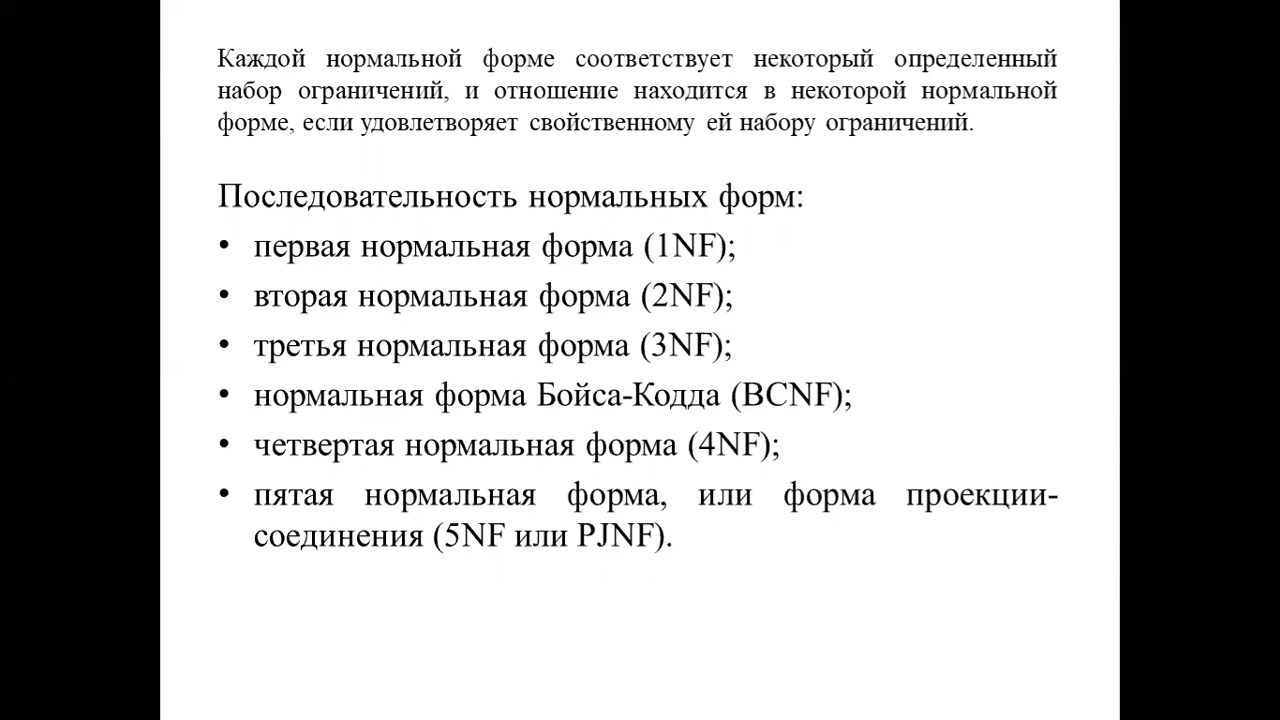 Каждой нормальной форме соответствует некоторый определенный
набор ограничений, и отношение находится в некоторой нормальной
форме, если удовлетворяет свойственному ей набору ограничений.
Последовательность нормальных форм:
• первая нормальная форма (1NF);
• вторая нормальная форма (2NF);
• третья нормальная форма (3NF);
• нормальная форма Бойса-Кодда (BCNF);
• четвертая нормальная форма (4NF);
• пятая нормальная форма, или форма проекции-
соединения (5NF или PJNF).